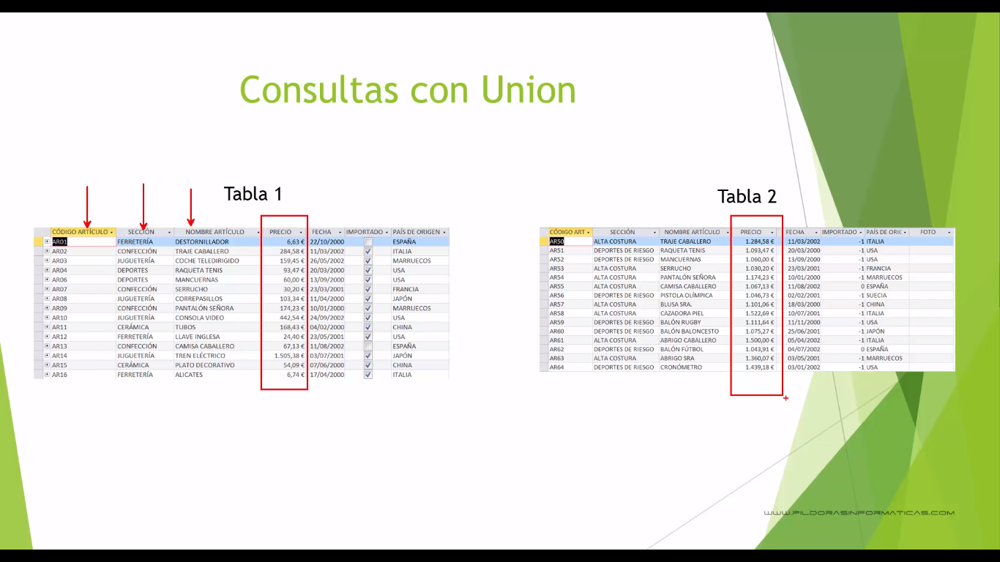 Consultas con Union
Tabla 1
CÓDIGO ARTÍCULO SECCIÓN NOMBRE ARTÍCULO PRECIO FECHA IMPORTADO PAÍS DE ORIGEN
AR01 FERRETERÍA DESTORNILLADOR 6,63 € 22/10/2000 ESPAÑA
AR02 CONFECCIÓN TRAJE CABALLERO 284,58 € 11/03/2002 ITALIA
AR03 JUGUETERÍA COCHE TELEDIRIGIDO 159,45 € 26/05/2002 MARRUECOS
AR04 DEPORTES RAQUETA TENIS 93,47 € 20/03/2000 USA
AR06 DEPORTES MANCUERNAS 60,00 € 13/09/2000 USA
AR07 CONFECCIÓN SERRUCHO 30,20 € 23/03/2001 FRANCIA
AR08 JUGUETERÍA CORREPASILLOS 103,34 € 11/04/2000 JAPÓN
AR09 CONFECCIÓN PANTALÓN SEÑORA 174,23 € 10/01/2000 MARRUECOS
AR10 JUGUETERÍA CONSOLA VIDEO 442,54 € 24/09/2002 USA
AR11 CERÁMICA TUBOS 168,43 € 04/02/2000 CHINA
AR12 FERRETERÍA LLAVE INGLESA 24,40 € 23/05/2001 USA
AR13 CONFECCIÓN CAMISA CABALLERO 67,13 € 11/08/2002 ESPAÑA
AR14 JUGUETERÍA TREN ELÉCTRICO 1.505,38 € 03/07/2001 JAPÓN
AR15 CERÁMICA PLATO DECORATIVO 54,09 € 07/06/2000 CHINA
AR16 FERRETERÍA ALICATES 6,74 € 17/04/2000 ITALIA
Tabla 2
CÓDIGO ART SECCIÓN NOMBRE ARTÍCULO PRECIO FECHA IMPORTADO PAÍS DE ORIG FOTO
AR50 ALTA COSTURA TRAJE CABALLERO 1.284,58 € 11/03/2002 -1 ITALIA
AR51 DEPORTES DE RIESGO RAQUETA TENIS 1.093,47 € 20/03/2000 -1 USA
AR52 DEPORTES DE RIESGO MANCUERNAS 1.060,00 € 13/09/2000 -1 USA
AR53 ALTA COSTURA SERRUCHO 1.030,20 € 23/03/2001 -1 FRANCIA
AR54 ALTA COSTURA PANTALÓN SEÑORA 1.174,23 € 10/01/2000 -1 MARRUECOS
AR55 ALTA COSTURA CAMISA CABALLERO 1.067,13 € 11/08/2002 0 ESPAÑA
AR56 DEPORTES DE RIESGO PISTOLA OLÍMPICA 1.046,73 € 02/02/2001 -1 SUECIA
AR57 ALTA COSTURA BLUSA SRA. 1.101,06 € 18/03/2000 -1 CHINA
AR58 ALTA COSTURA CAZADORA PIEL 1.522,69 € 10/07/2001 -1 ITALIA
AR59 DEPORTES DE RIESGO BALÓN RUGBY 1.111,64 € 11/11/2000 -1 USA
AR60 DEPORTES DE RIESGO BALÓN BALONCESTO 1.075,27 € 25/06/2001 -1 JAPÓN
AR61 ALTA COSTURA ABRIGO CABALLERO 1.500,00 € 05/04/2002 -1 ITALIA
AR62 DEPORTES DE RIESGO BALÓN FÚTBOL 1.043,91 € 04/07/2002 0 ESPAÑA
AR63 ALTA COSTURA ABRIGO SRA 1.360,07 € 03/05/2001 -1 MARRUECOS
AR64 DEPORTES DE RIESGO CRONÓMETRO 1.439,18 € 03/01/2002 -1 USA
WWW.PILDORASINFORMATICAS.COM